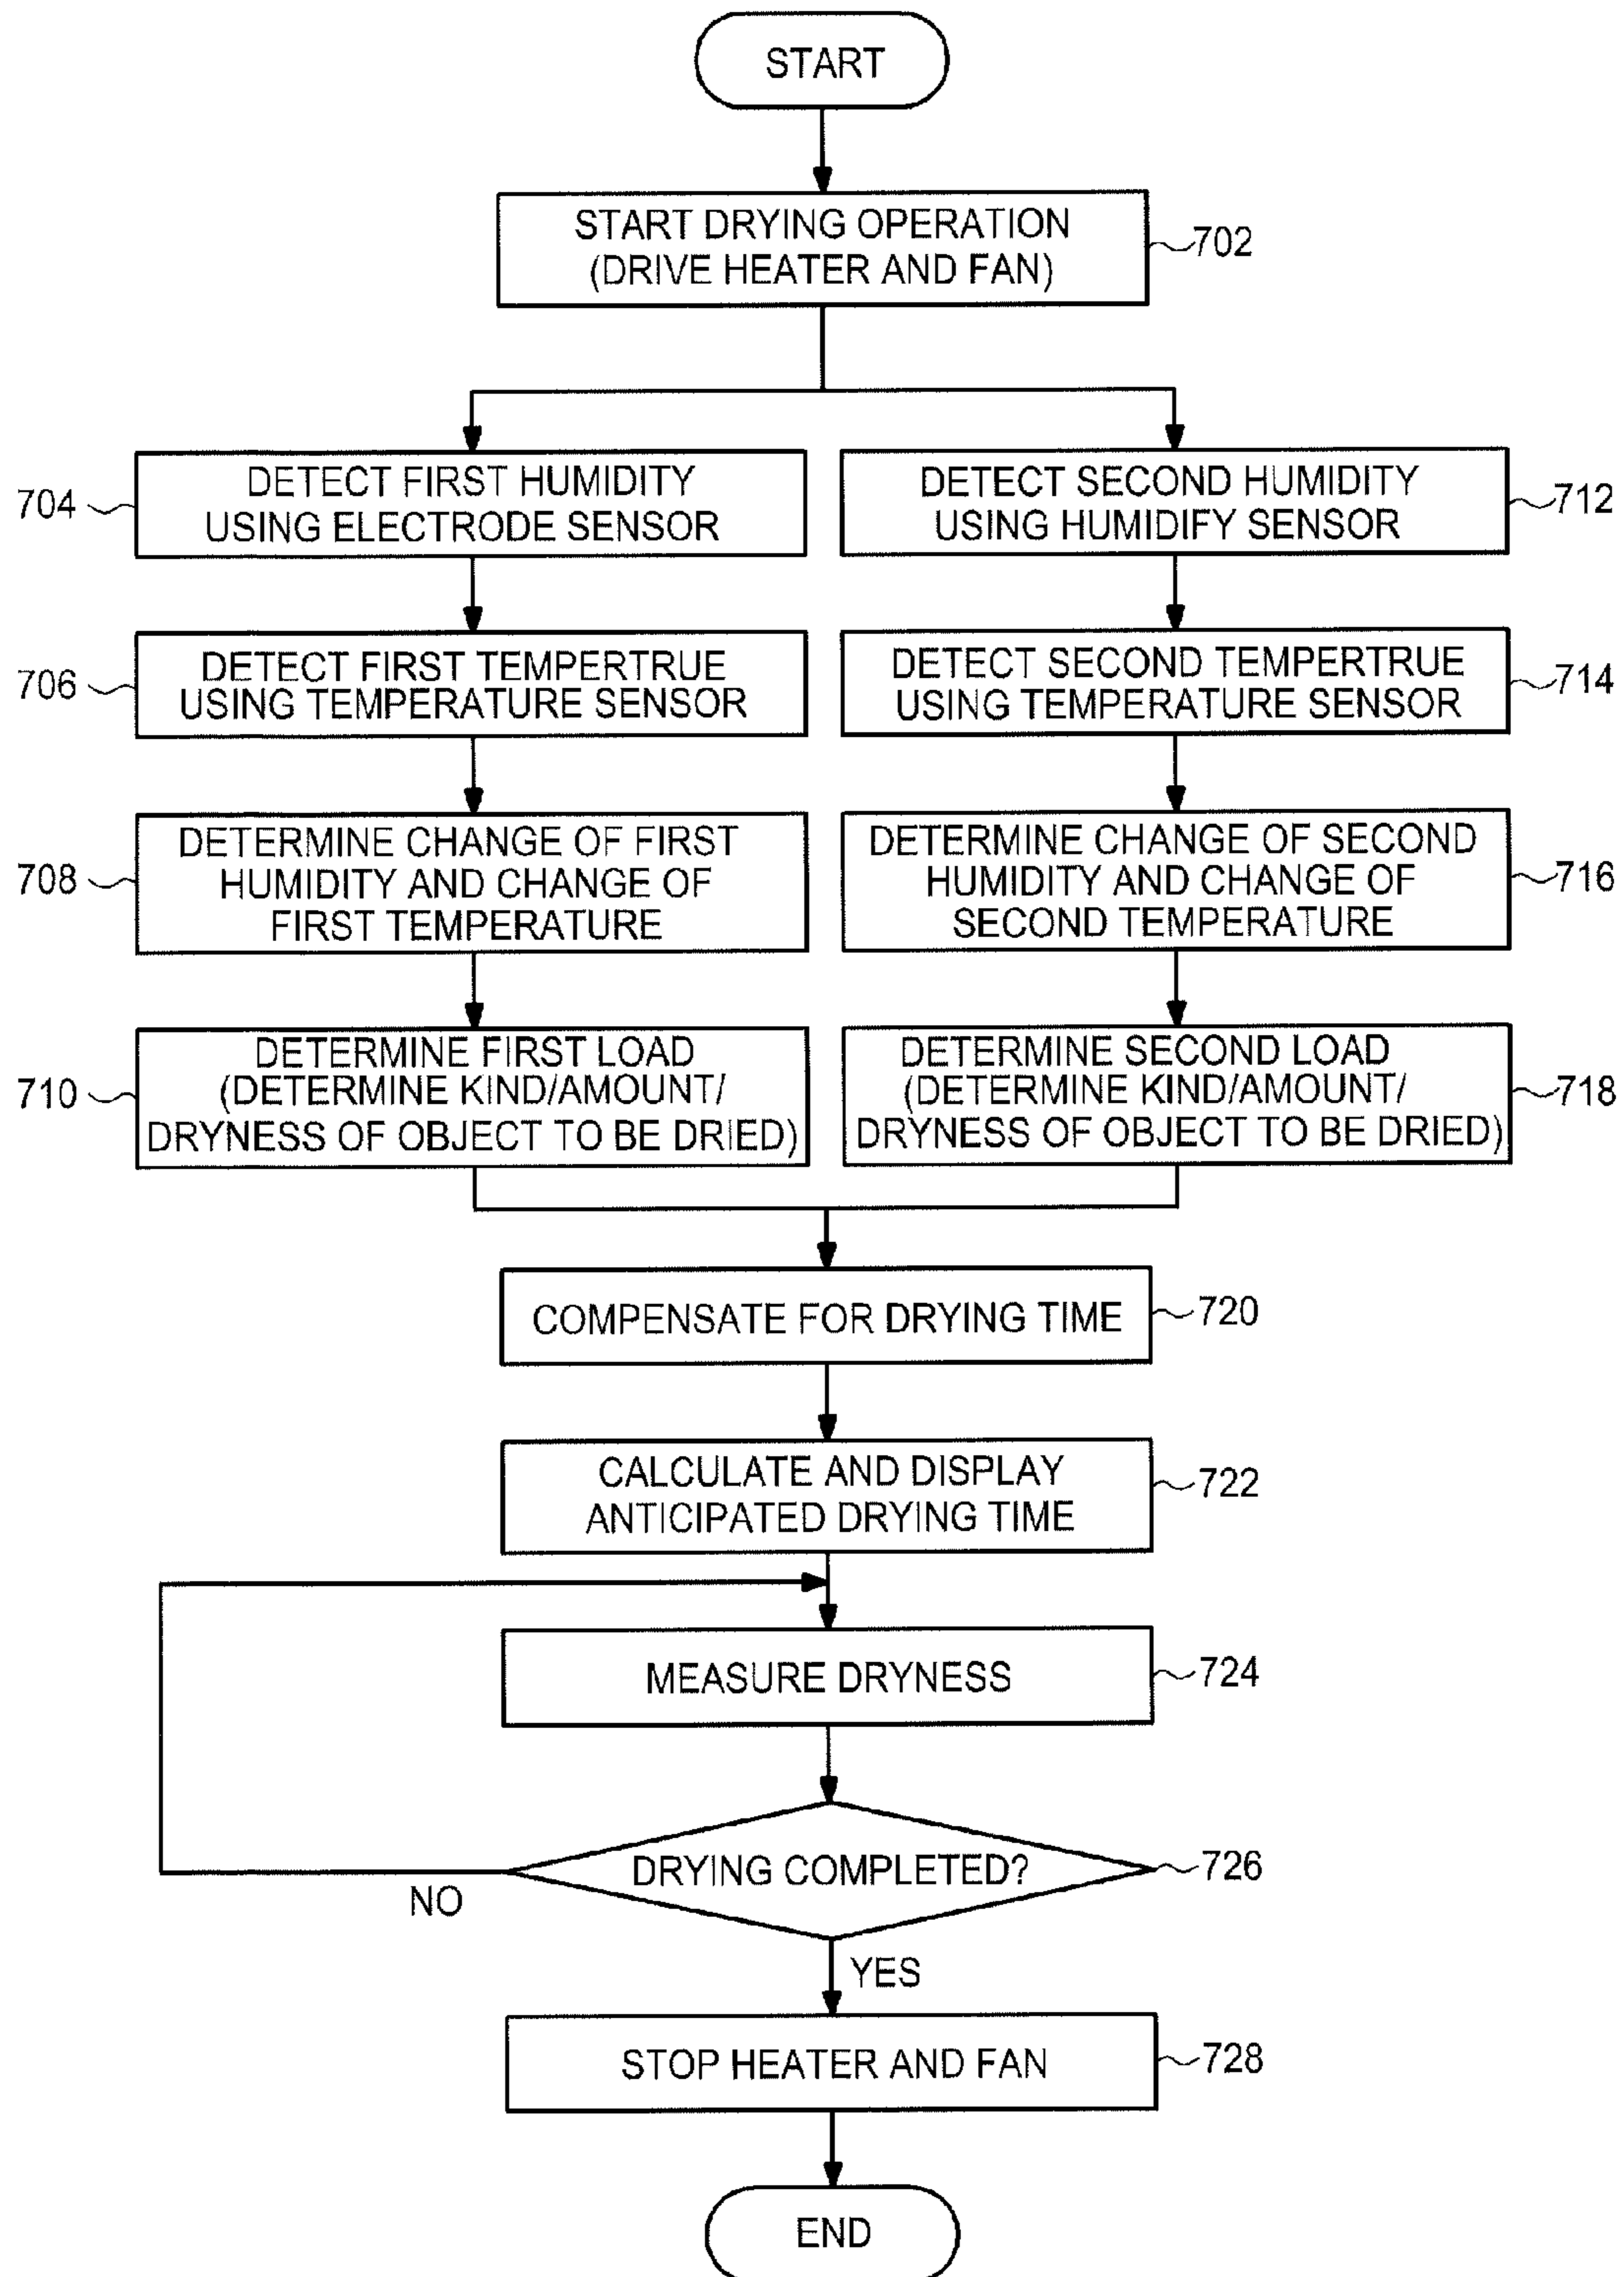 START
START DRYING OPERATION
(DRIVE HEATER AND FAN)
702
704
DETECT FIRST HUMIDITY
USING ELECTRODE SENSOR
706
DETECT FIRST TEMPERTRUE
USING TEMPERATURE SENSOR
708
DETERMINE CHANGE OF FIRST
HUMIDITY AND CHANGE OF
FIRST TEMPERATURE
710
DETERMINE FIRST LOAD
(DETERMINE KIND/AMOUNT/
DRYNESS OF OBJECT TO BE DRIED)
DETECT SECOND HUMIDITY
USING HUMIDIFY SENSOR
712
DETECT SECOND TEMPERTRUE
USING TEMPERATURE SENSOR
714
DETERMINE CHANGE OF SECOND
HUMIDITY AND CHANGE OF
SECOND TEMPERATURE
716
DETERMINE SECOND LOAD
(DETERMINE KIND/AMOUNT/
DRYNESS OF OBJECT TO BE DRIED)
718
COMPENSATE FOR DRYING TIME
720
CALCULATE AND DISPLAY
ANTICIPATED DRYING TIME
722
MEASURE DRYNESS
724
DRYING COMPLETED?
726
NO
YES
STOP HEATER AND FAN
728
END